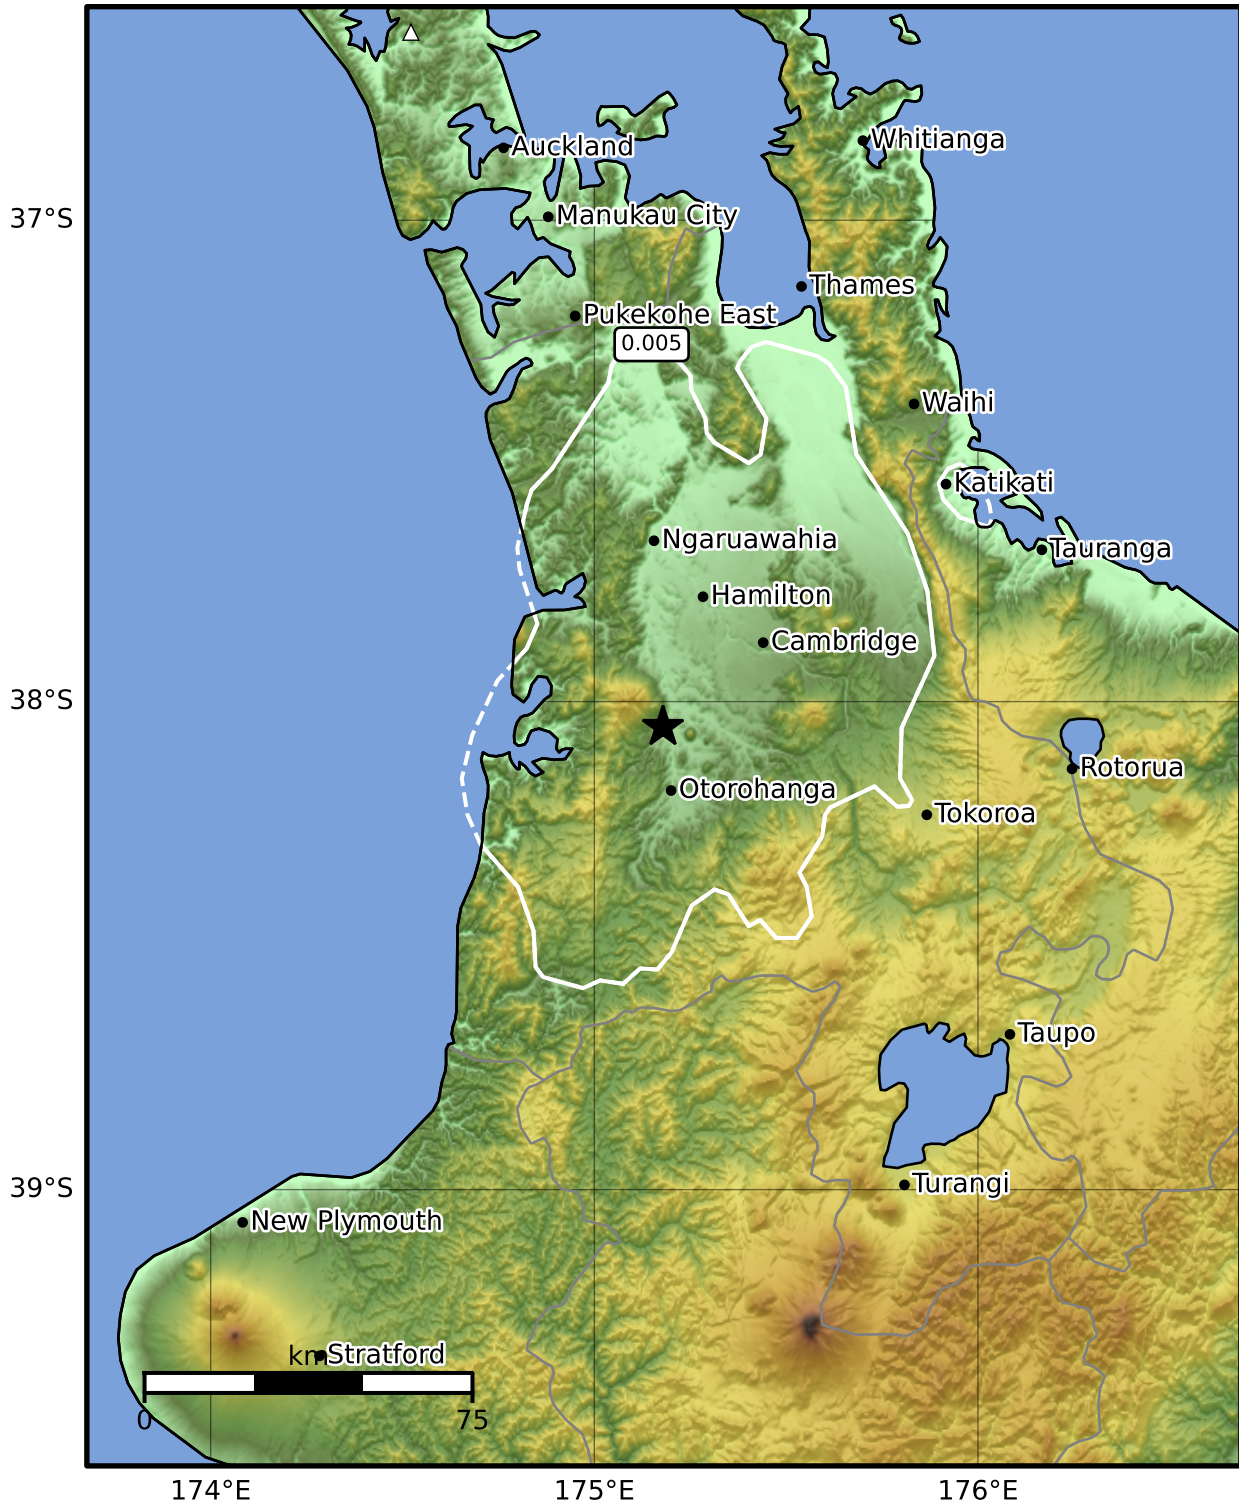 Auckland
Whitianga
37°S
Manukau City
Thames
Pukekohe East
0.005
Waihi
Katikati
Ngaruawahia
Tauranga
Hamilton
Cambridge
38°S
Rotorua
Otorohanga
Tokoroa
Taupo
39°S
Turangi
New Plymouth
km
Stratford
0 75
174°E 175°E 176°E